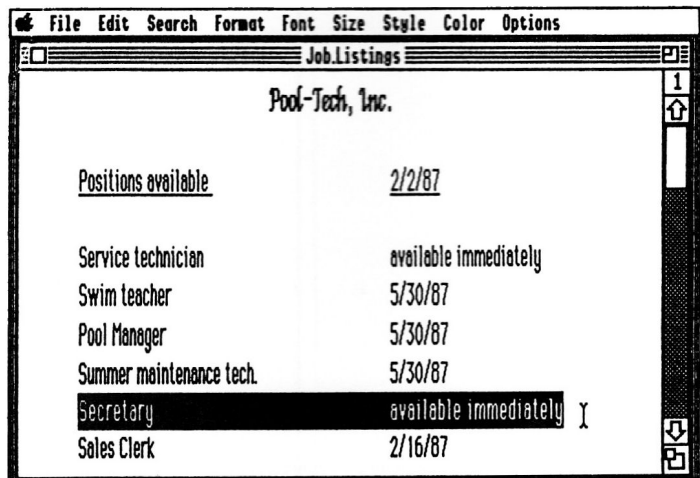 File Edit Search Format Font Size Style Color Options
Job.Listings
1
Pool-Tech, Inc.
Positions available 2/2/87
Service technician available immediately
Swim teacher 5/30/87
Pool Manager 5/30/87
Summer maintenance tech. 5/30/87
Secretary available immediately
Sales Clerk 2/16/87